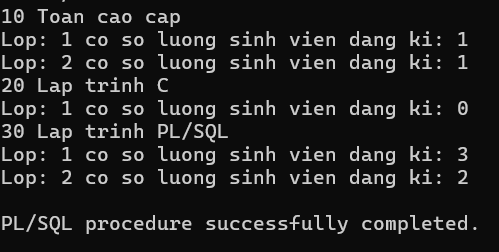 10 Toan cao cap
Lop: 1 co so luong sinh vien dang ki: 1
Lop: 2 co so luong sinh vien dang ki: 1
20 Lap trinh C
Lop: 1 co so luong sinh vien dang ki: 0
30 Lap trinh PL/SQL
Lop: 1 co so luong sinh vien dang ki: 3
Lop: 2 co so luong sinh vien dang ki: 2
PL/SQL procedure successfully completed.